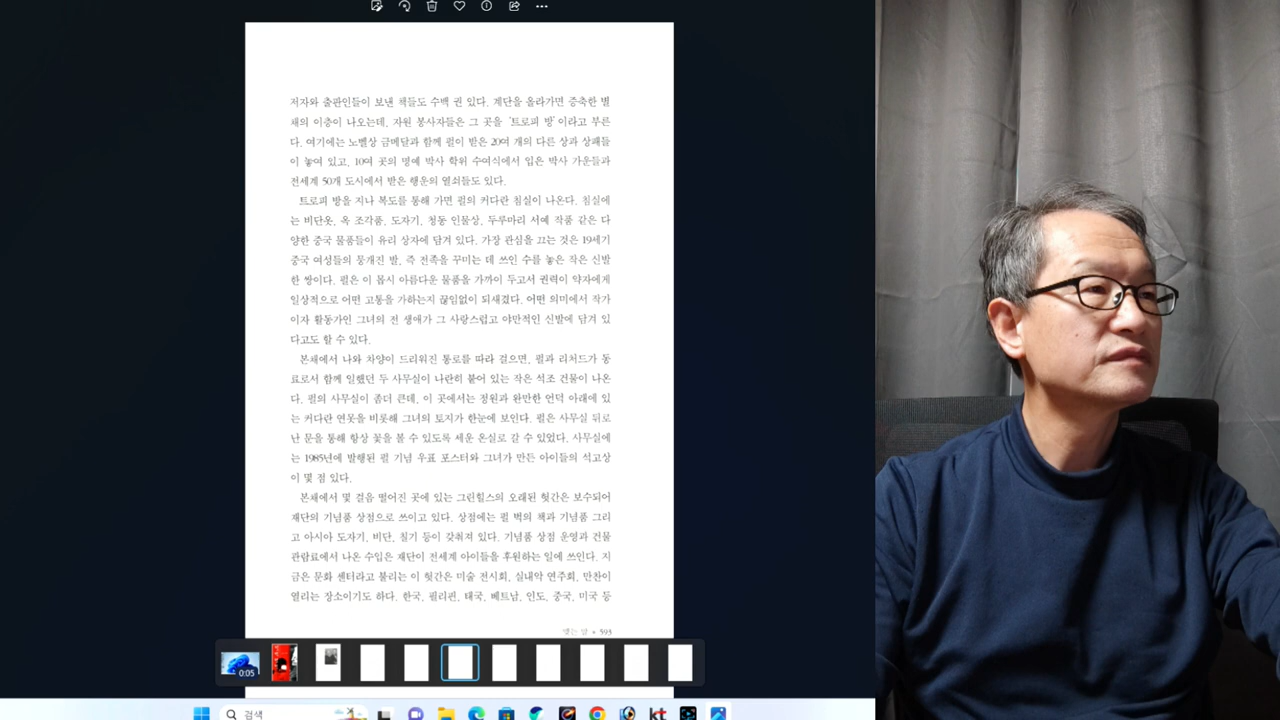 저자와 출판인들이 보낸 책들도 수백 권 있다. 계단을 올라가면 증축한 별
채의 이층이 나오는데, 자원 봉사자들은 그 곳을 '트로피 방'이라고 부른
다. 여기에는 노벨상 금메달과 함께 펄이 받은 20여 개의 다른 상과 상패들
이 놓여 있고, 10여 곳의 명예 박사 학위 수여식에서 입은 박사 가운들과
전세계 50개 도시에서 받은 행운의 열쇠들도 있다.
트로피 방을 지나 복도를 통해 가면 펄의 커다란 침실이 나온다. 침실에
는 비단옷, 옥 조각품, 도자기, 청동 인물상, 두루마리 서예 작품 같은 다
양한 중국 물품들이 유리 상자에 담겨 있다. 가장 관심을 끄는 것은 19세기
중국 여성들의 뭉개진 발, 즉 전족을 꾸미는 데 쓰인 수를 놓은 작은 신발
한 쌍이다. 펄은 이 몹시 아름다운 물품을 가까이 두고서 권력이 약자에게
일상적으로 어떤 고통을 가하는지 끊임없이 되새겼다. 어떤 의미에서 작가
이자 활동가인 그녀의 전 생애가 그 사랑스럽고 야만적인 신발에 담겨 있
다고도 할 수 있다.
본채에서 나와 차양이 드리워진 통로를 따라 걸으면, 펄과 리처드가 동
료로서 함께 일했던 두 사무실이 나란히 붙어 있는 작은 석조 건물이 나온
다. 펄의 사무실이 좀더 큰데, 이 곳에서는 정원과 완만한 언덕 아래에 있
는 커다란 연못을 비롯해 그녀의 토지가 한눈에 보인다. 펄은 사무실 뒤로
난 문을 통해 항상 꽃을 볼 수 있도록 세운 온실로 갈 수 있었다. 사무실에
는 1985년에 발행된 펄 기념 우표 포스터와 그녀가 만든 아이들의 석고상
이 몇 점 있다.
본채에서 몇 걸음 떨어진 곳에 있는 그린힐스의 오래된 헛간은 보수되어
재단의 기념품 상점으로 쓰이고 있다. 상점에는 펄 벅의 책과 기념품 그리
고 아시아 도자기, 비단, 칠기 등이 갖춰져 있다. 기념품 상점 운영과 건물
관람료에서 나온 수입은 재단이 전세계 아이들을 후원하는 일에 쓰인다. 지
금은 문화 센터라고 불리는 이 헛간은 미술 전시회, 실내악 연주회, 만찬이
열리는 장소이기도 하다. 한국, 필리핀, 태국, 베트남, 인도, 중국, 미국 등
맺는 말 • 593
0:05
검색
kt